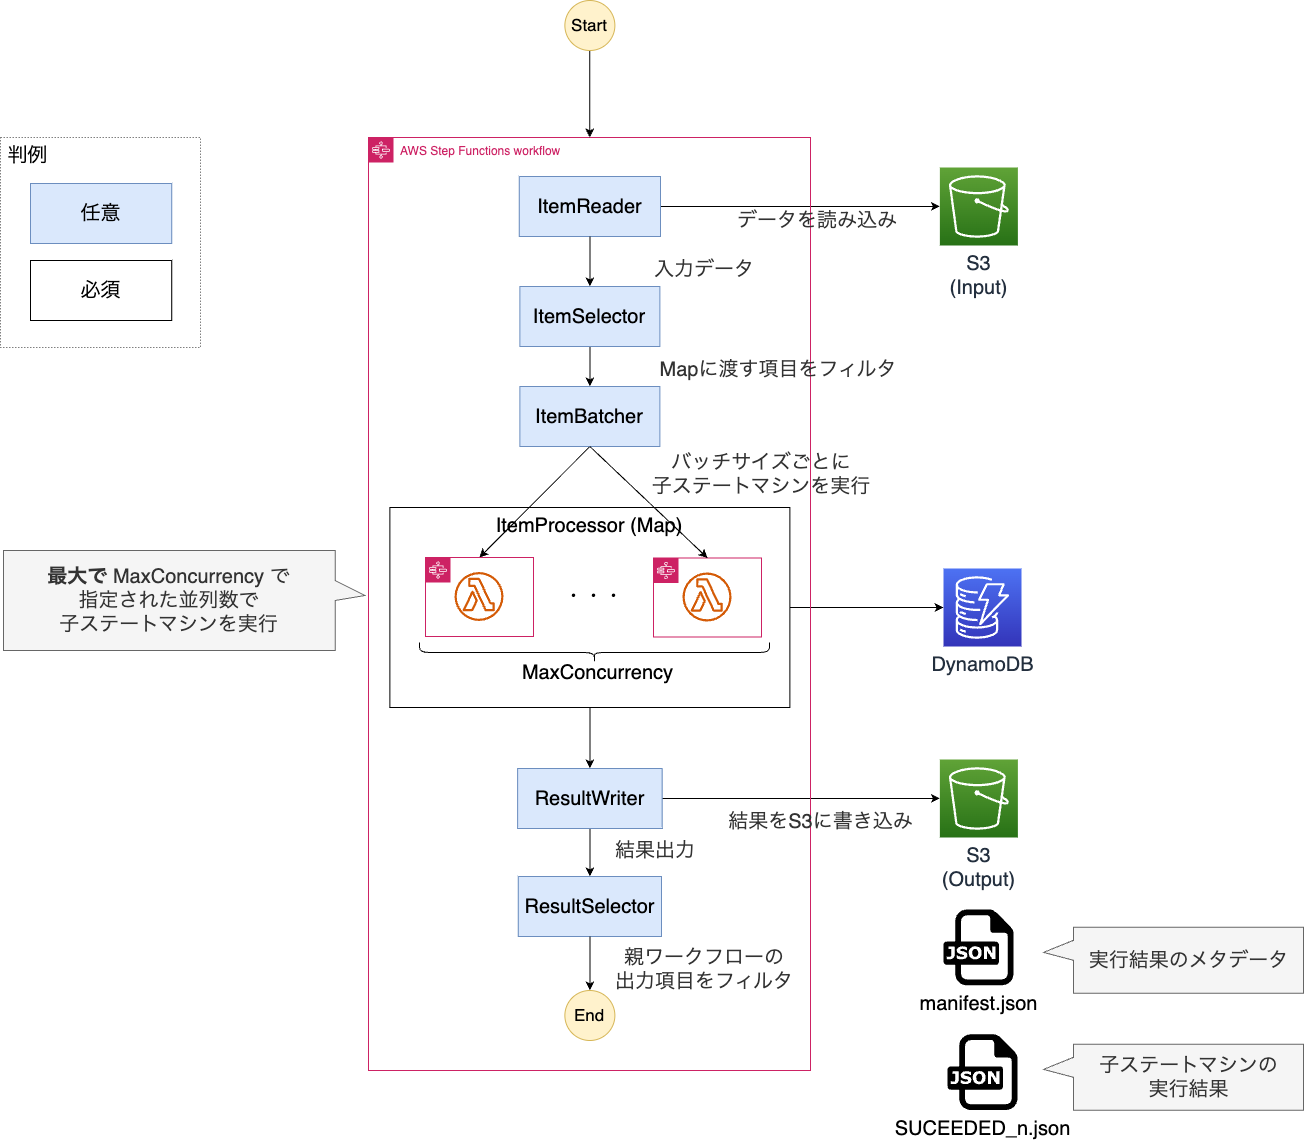 Start
判例
任意
必須
AWS Step Functions workflow
ItemReader
データを読み込み
S3
(Input)
入力データ
ItemSelector
Mapに渡す項目をフィルタ
ItemBatcher
バッチサイズごとに
子ステートマシンを実行
ItemProcessor (Map)
最大で MaxConcurrency で
指定された並列数で
子ステートマシンを実行
・・・
MaxConcurrency
DynamoDB
ResultWriter
結果をS3に書き込み
S3
(Output)
結果出力
ResultSelector
親ワークフローの
出力項目をフィルタ
End
JSON
manifest.json
実行結果のメタデータ
JSON
SUCEEDED_n.json
子ステートマシンの
実行結果